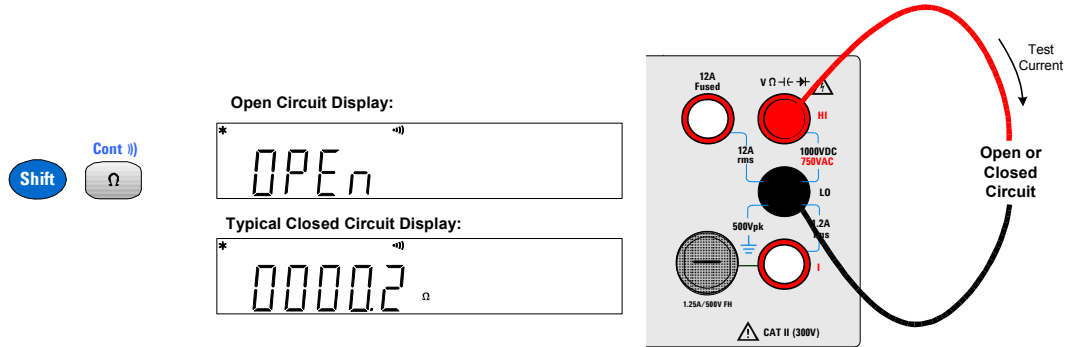 Cont •))
Shift
Ω
Open Circuit Display:
*
•))
OPEn
Typical Closed Circuit Display:
*
•))
0000.2 Ω
12A
Fused
V Ω
HI
12A
rms
1000VDC
750VAC
LO
500Vpk
1.2A
rms
I
1.25A/500V FH
CAT II (300V)
Test
Current
Open or
Closed
Circuit